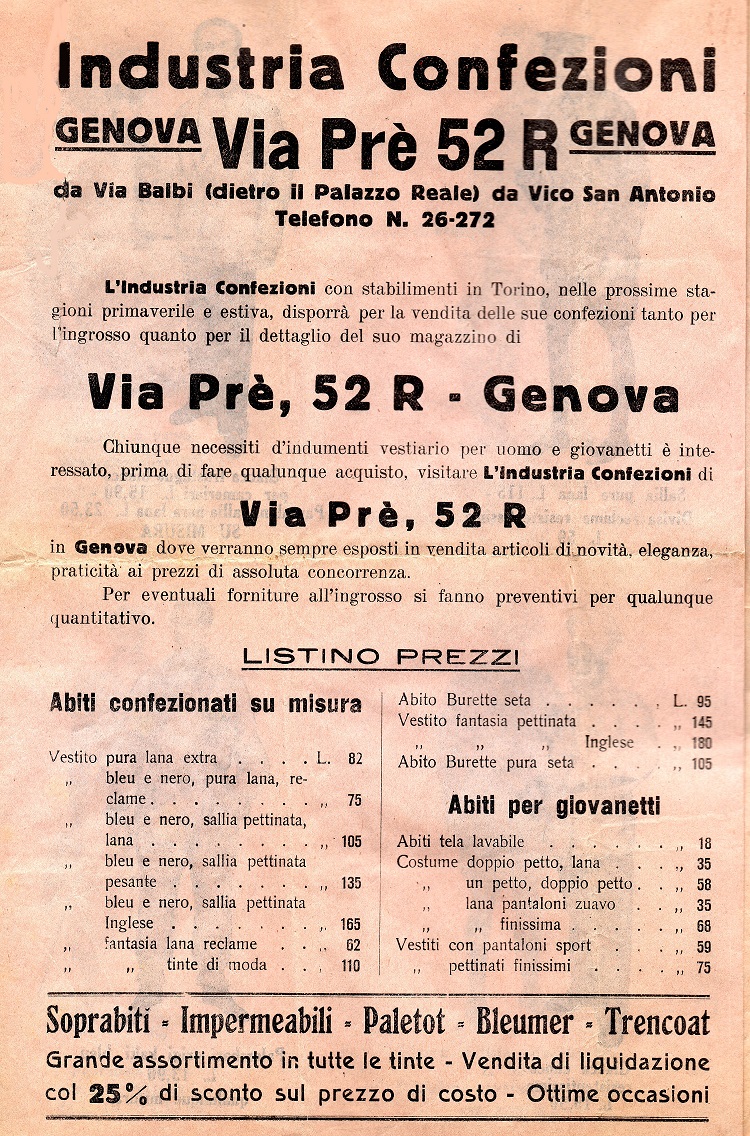 Industria Confezioni
GENOVA Via Prè 52 R GENOVA
da Via Balbi (dietro il Palazzo Reale) da Vico San Antonio
Telefono N. 26-272
L'Industria Confezioni con stabilimenti in Torino, nelle prossime sta-
gioni primaverile e estiva, disporrà per la vendita delle sue confezioni tanto per
l'ingrosso quanto per il dettaglio del suo magazzino di
Via Prè, 52 R - Genova
Chiunque necessiti d'indumenti vestiario per uomo e giovanetti è inte-
ressato, prima di fare qualunque acquisto, visitare L'Industria Confezioni di
Via Prè, 52 R
in Genova dove verranno sempre esposti in vendita articoli di novità, eleganza,
praticità ai prezzi di assoluta concorrenza.
Per eventuali forniture all'ingrosso si fanno preventivi per qualunque
quantitativo.
LISTINO PREZZI
Abiti confezionati su misura
Vestito pura lana extra . . . . L. 82
„ bleu e nero, pura lana, re-
clame . . . . . . . . „ 75
„ bleu e nero, sallia pettinata,
lana . . . . . . . . „ 105
„ bleu e nero, sallia pettinata
pesante . . . . . . . „ 135
„ bleu e nero, sallia pettinata
Inglese . . . . . . . „ 165
„ fantasia lana reclame . . „ 62
„ „ tinte di moda . . . 110
Abito Burette seta . . . . . . L. 95
Vestito fantasia pettinata . . . . „ 145
„ „ „ Inglese . „ 180
Abito Burette pura seta . . . . „ 105
Abiti per giovanetti
Abiti tela lavabile . . . . . . „ 18
Costume doppio petto, lana . . . „ 35
„ un petto, doppio petto . . „ 58
„ lana pantaloni zuavo . . „ 35
„ „ finissima . . . . „ 68
Vestiti con pantaloni sport . . . „ 59
„ pettinati finissimi . . . . „ 75
Soprabiti - Impermeabili - Paletot - Bleumer - Trencoat
Grande assortimento in tutte le tinte - Vendita di liquidazione
col 25% di sconto sul prezzo di costo - Ottime occasioni